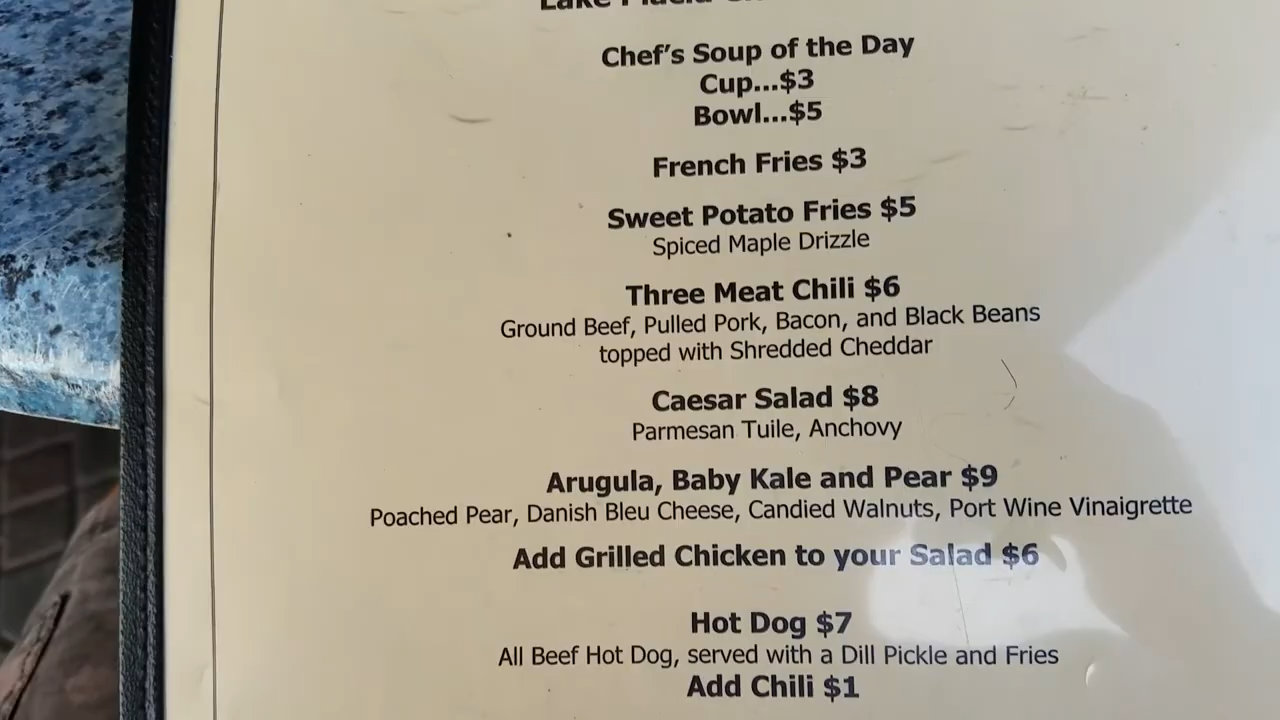 Lake Placid
Chef's Soup of the Day
Cup...$3
Bowl...$5
French Fries $3
Sweet Potato Fries $5
Spiced Maple Drizzle
Three Meat Chili $6
Ground Beef, Pulled Pork, Bacon, and Black Beans
topped with Shredded Cheddar
Caesar Salad $8
Parmesan Tuile, Anchovy
Arugula, Baby Kale and Pear $9
Poached Pear, Danish Bleu Cheese, Candied Walnuts, Port Wine Vinaigrette
Add Grilled Chicken to your Salad $6
Hot Dog $7
All Beef Hot Dog, served with a Dill Pickle and Fries
Add Chili $1